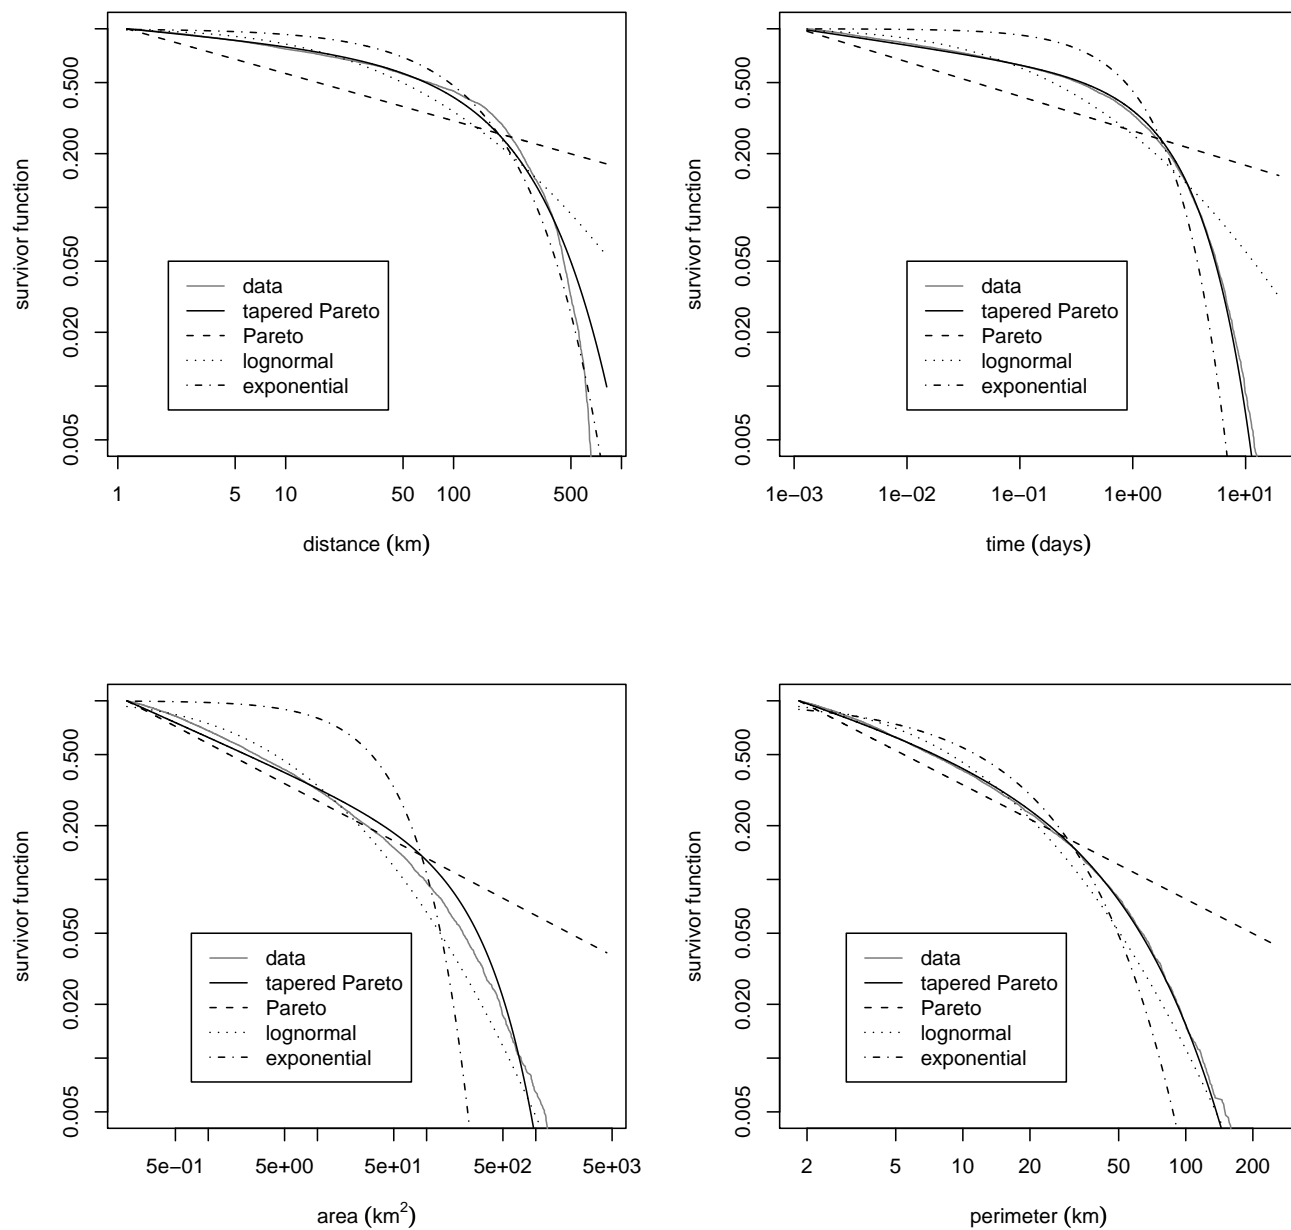 survivor function
0.500
0.200
0.050
0.020
0.005
data
tapered Pareto
Pareto
lognormal
exponential
1 5 10 50 100 500
distance (km)
survivor function
0.500
0.200
0.050
0.020
0.005
data
tapered Pareto
Pareto
lognormal
exponential
1e−03 1e−02 1e−01 1e+00 1e+01
time (days)
survivor function
0.500
0.200
0.050
0.020
0.005
data
tapered Pareto
Pareto
lognormal
exponential
5e−01 5e+00 5e+01 5e+02 5e+03
area (km²)
survivor function
0.500
0.200
0.050
0.020
0.005
data
tapered Pareto
Pareto
lognormal
exponential
2 5 10 20 50 100 200
perimeter (km)